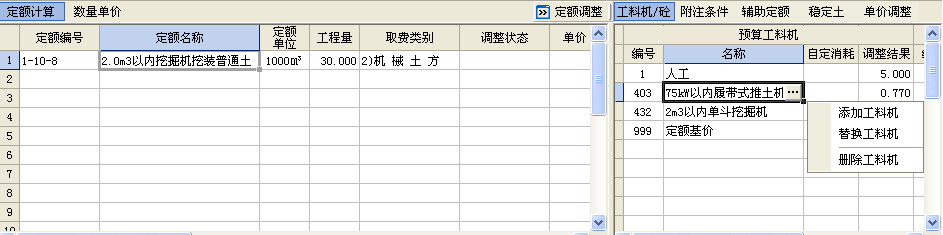 定额计算 数量单价 定额调整
定额编号 定额名称 定额单位 工程量 取费类别 调整状态 单价
1 1-10-8 2.0m3以内挖掘机挖装普通土 1000m³ 30.000 2)机 械 土 方
2
3
4
5
6
7
8
9
10
工料机/砼 附注条件 辅助定额 稳定土 单价调整
预算工料机
编号 名称 自定消耗 调整结果
1 人工 5.000
403 75kW以内履带式推土机 ... 0.770
432 2m3以内单斗挖掘机
999 定额基价
添加工料机
替换工料机
删除工料机